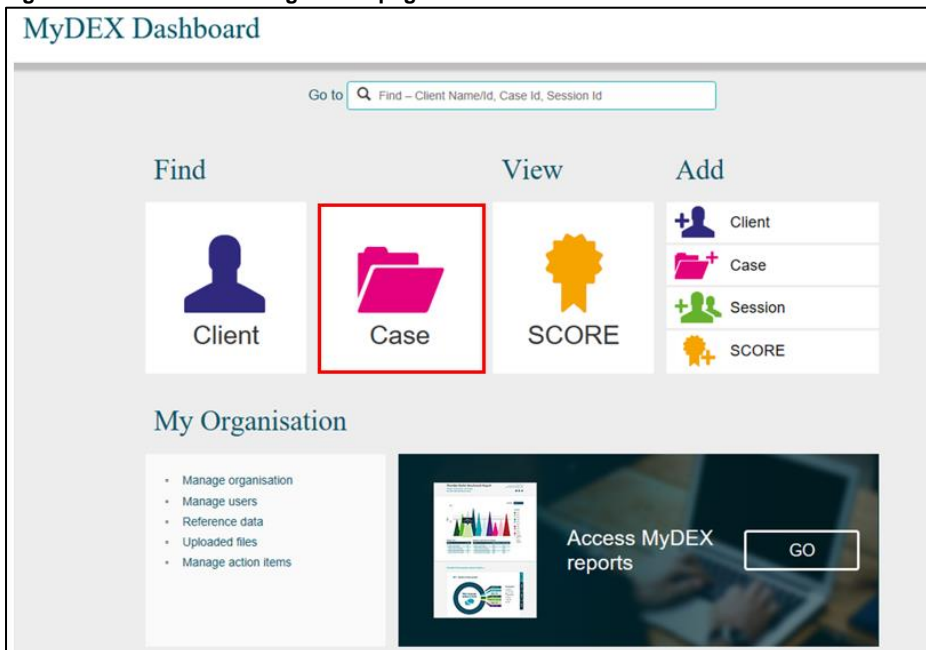 MyDEX Dashboard
Go to Find – Client Name/Id, Case Id, Session Id
Find
View
Add
Client
Case
SCORE
Client
Case
Session
SCORE
My Organisation
Manage organisation
Manage users
Reference data
Uploaded files
Manage action items
Access MyDEX
reports
GO